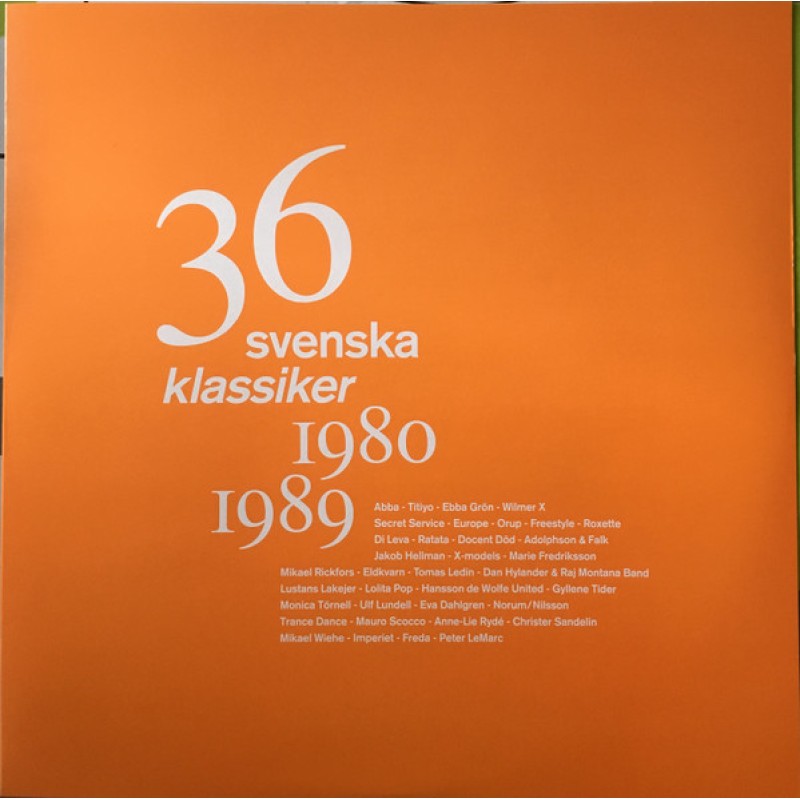 36
svenska
klassiker
1980
1989
Abba - Titiyo - Ebba Grön - Wilmer X
Secret Service - Europe - Orup - Freestyle - Roxette
Di Leva - Ratata - Docent Död - Adolphson & Falk
Jakob Hellman - X-models - Marie Fredriksson
Mikael Rickfors - Eldkvarn - Tomas Ledin - Dan Hylander & Raj Montana Band
Lustans Lakejer - Lolita Pop - Hansson de Wolfe United - Gyllene Tider
Monica Törnell - Ulf Lundell - Eva Dahlgren - Norum/Nilsson
Trance Dance - Mauro Scocco - Anne-Lie Rydé - Christer Sandelin
Mikael Wiehe - Imperiet - Freda - Peter LeMarc